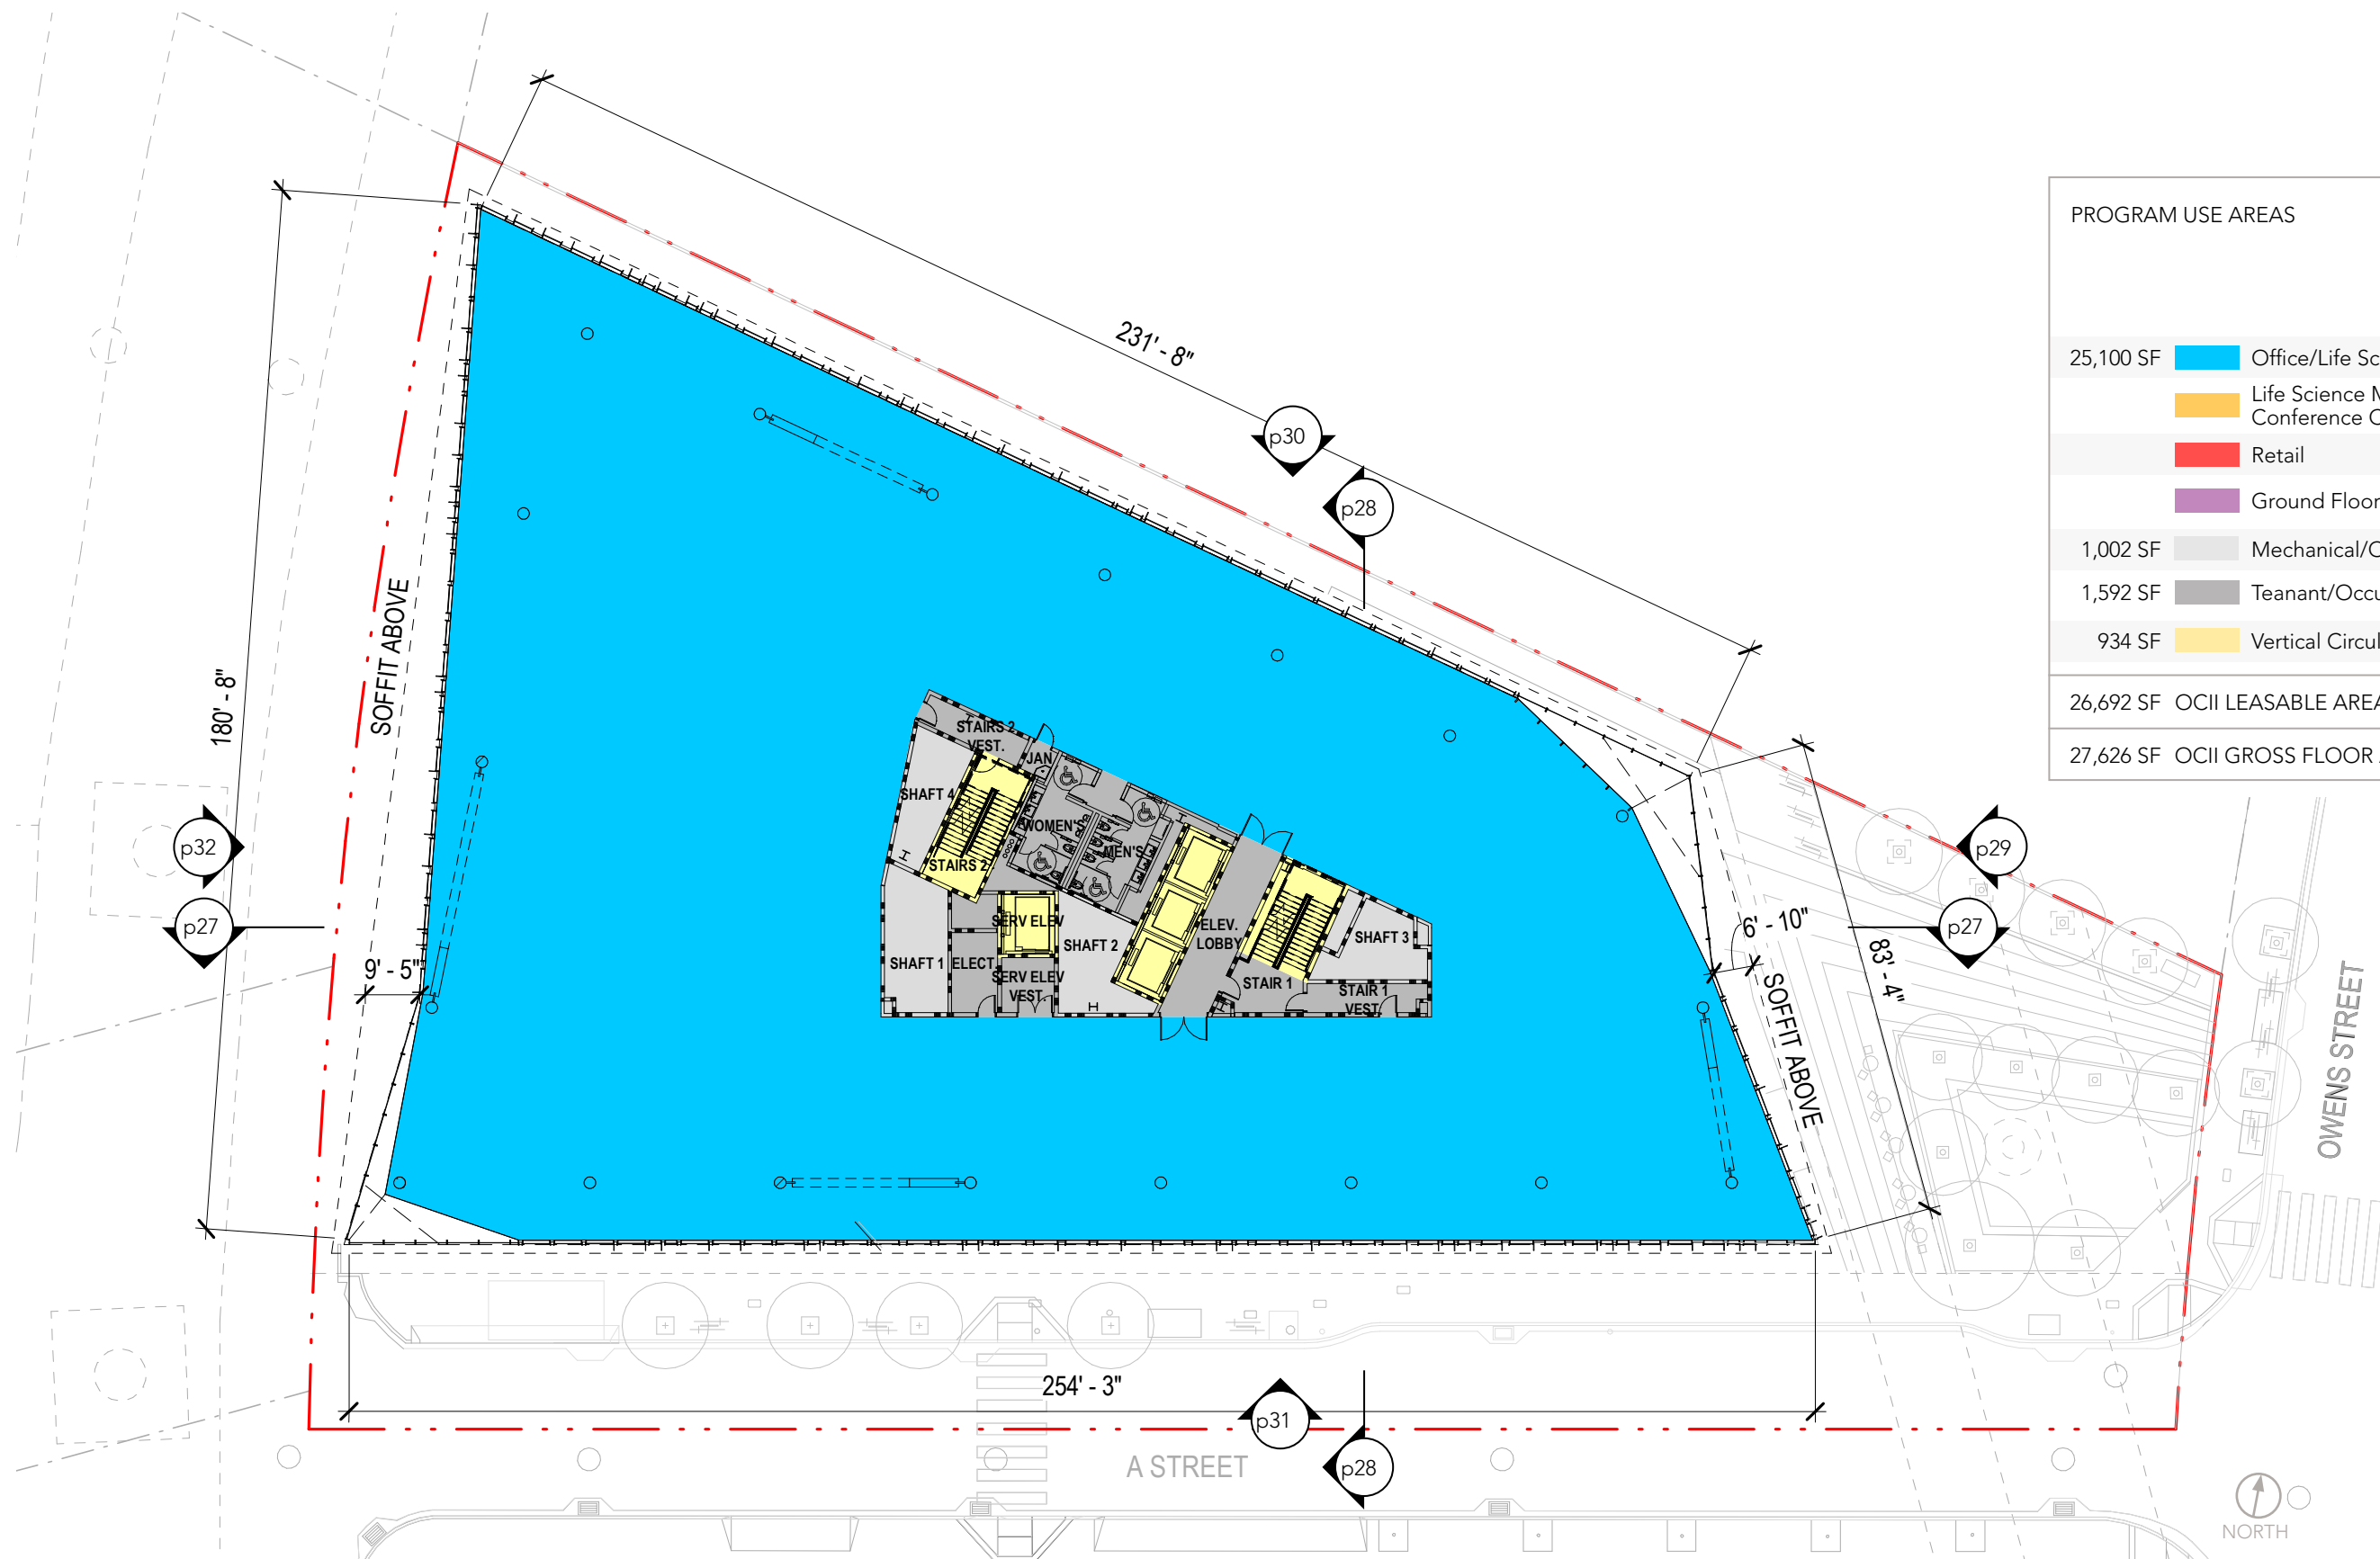 231' - 8"
p30
p28
PROGRAM USE AREAS
25,100 SF Office/Life Sc
Life Science M
Conference C
Retail
Ground Floor
1,002 SF Mechanical/C
1,592 SF Teanant/Occu
934 SF Vertical Circul
26,692 SF OCII LEASABLE AREA
27,626 SF OCII GROSS FLOOR
180' - 8"
SOFFIT ABOVE
p32
p27
9' - 5"
STAIRS 2
VEST.
JAN
SHAFT 4
WOMEN'S
MEN'S
STAIRS 2
SERV ELEV
ELEV.
LOBBY
SHAFT 2
SHAFT 3
SHAFT 1
ELECT.
SERV ELEV
VEST.
STAIR 1
STAIR 1
VEST.
p29
p27
6' - 10"
83' - 4"
SOFFIT ABOVE
OWENS STREET
254' - 3"
p31
p28
A STREET
NORTH